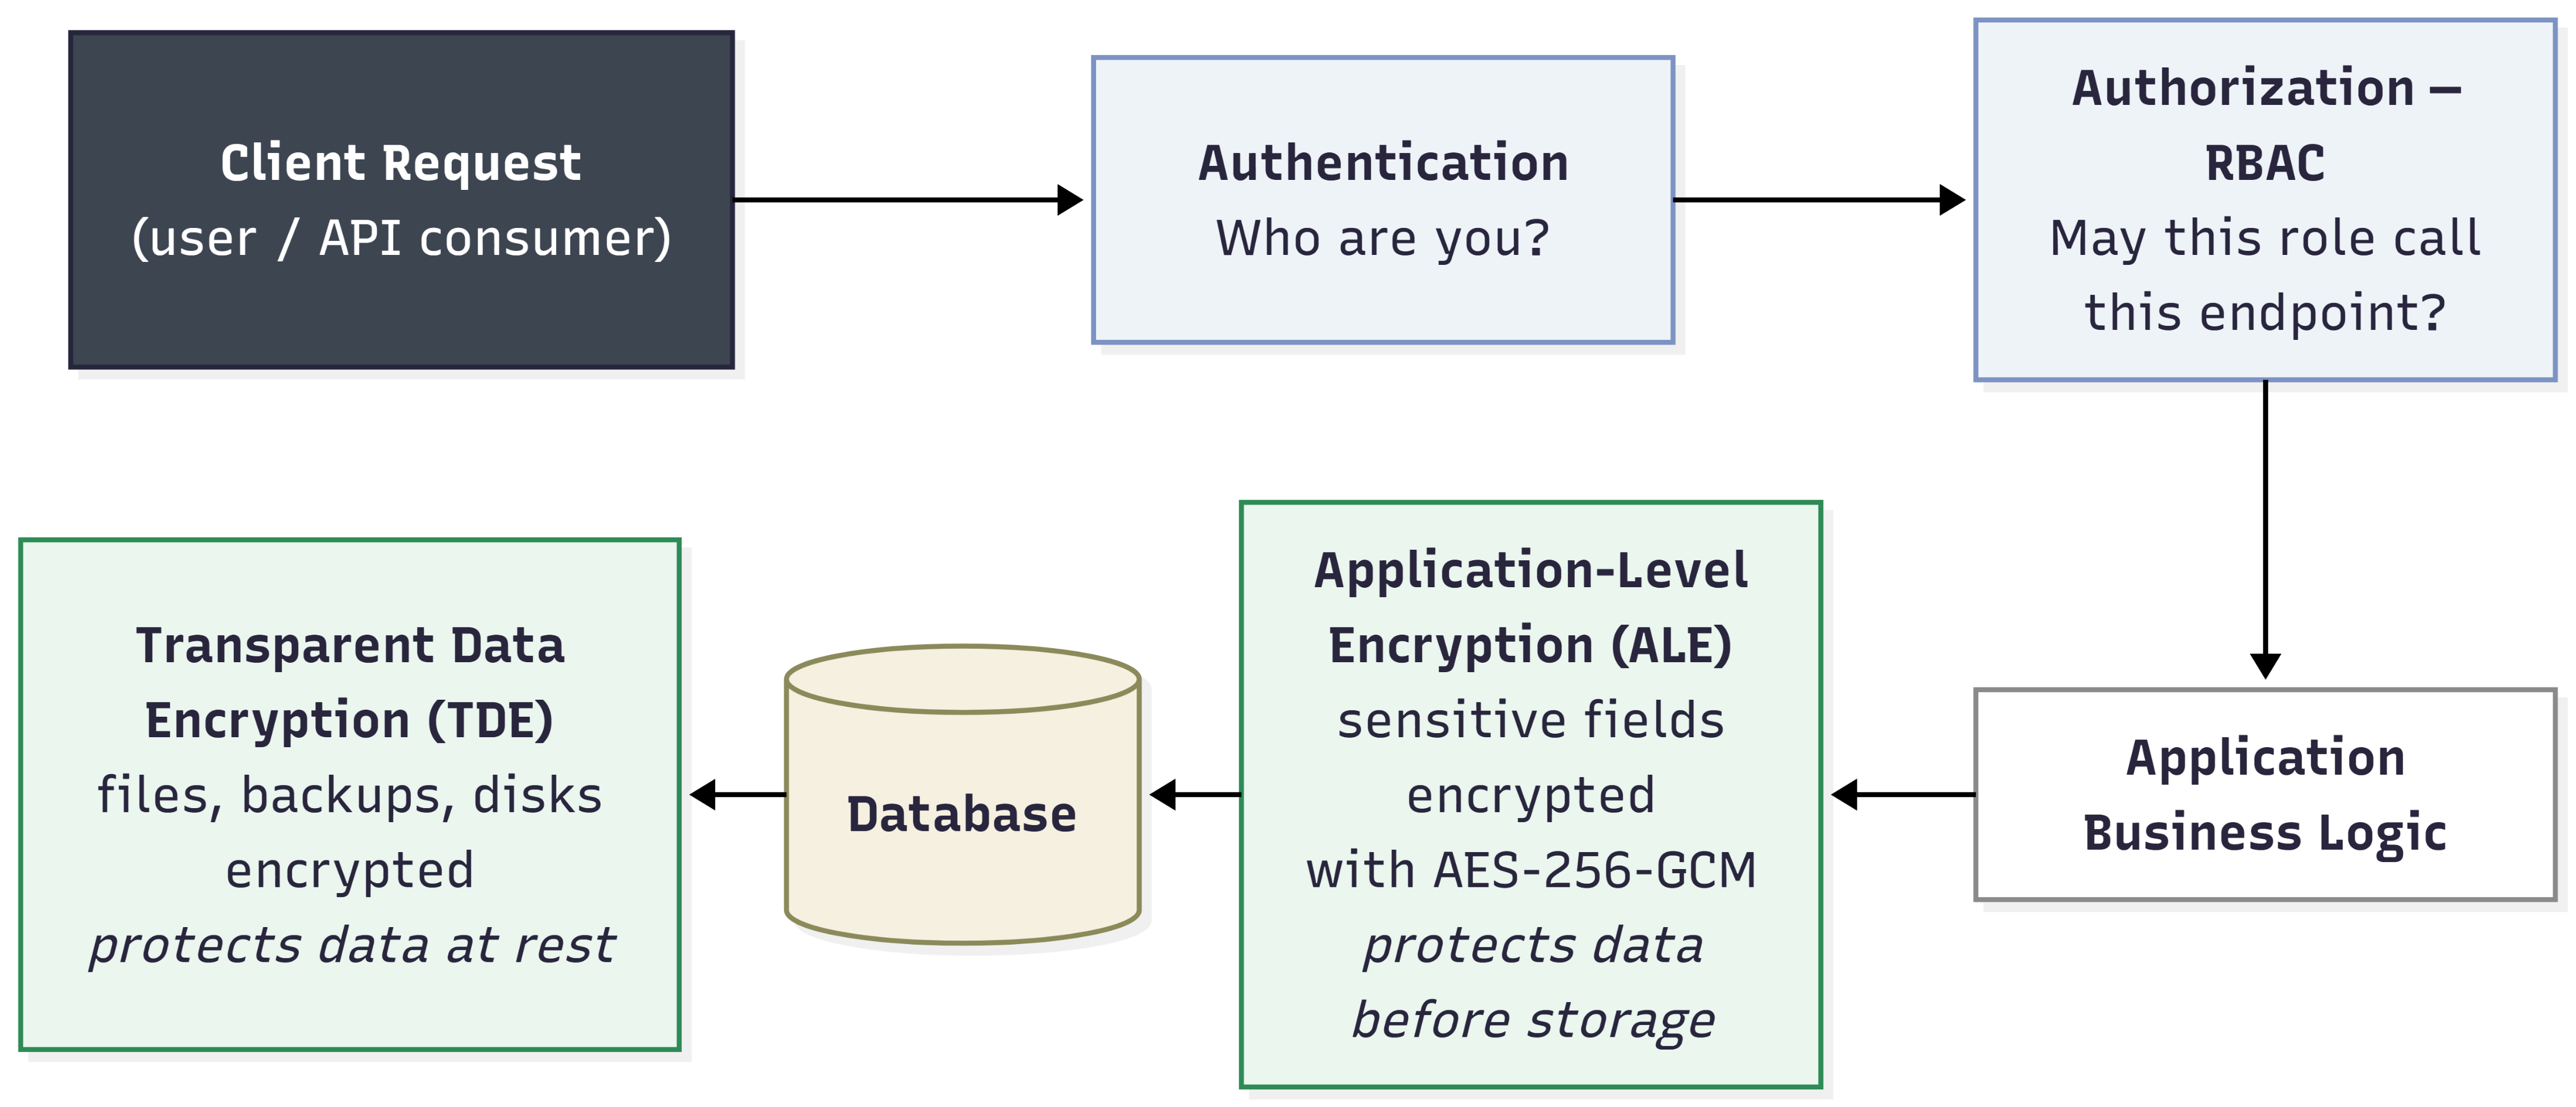 Client Request
(user / API consumer)
Authentication
Who are you?
Authorization –
RBAC
May this role call
this endpoint?
Application
Business Logic
Application-Level
Encryption (ALE)
sensitive fields
encrypted
with AES-256-GCM
protects data
before storage
Database
Transparent Data
Encryption (TDE)
files, backups, disks
encrypted
protects data at rest